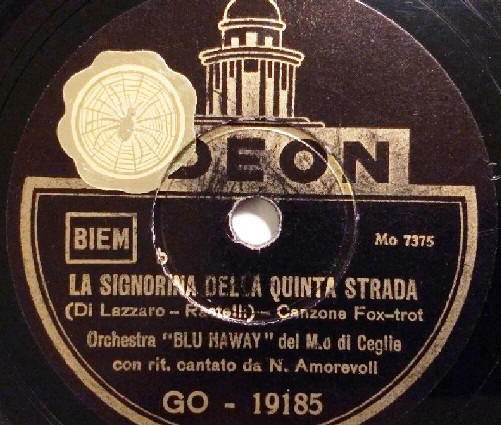 ODEON
BIEM
Mo 7375
LA SIGNORINA DELLA QUINTA STRADA
(Di Lazzaro - Rastelli) - Canzone Fox-trot
Orchestra "BLU HAWAY" del M.o di Ceglie
con rit. cantato da N. Amorevoli
GO - 19185